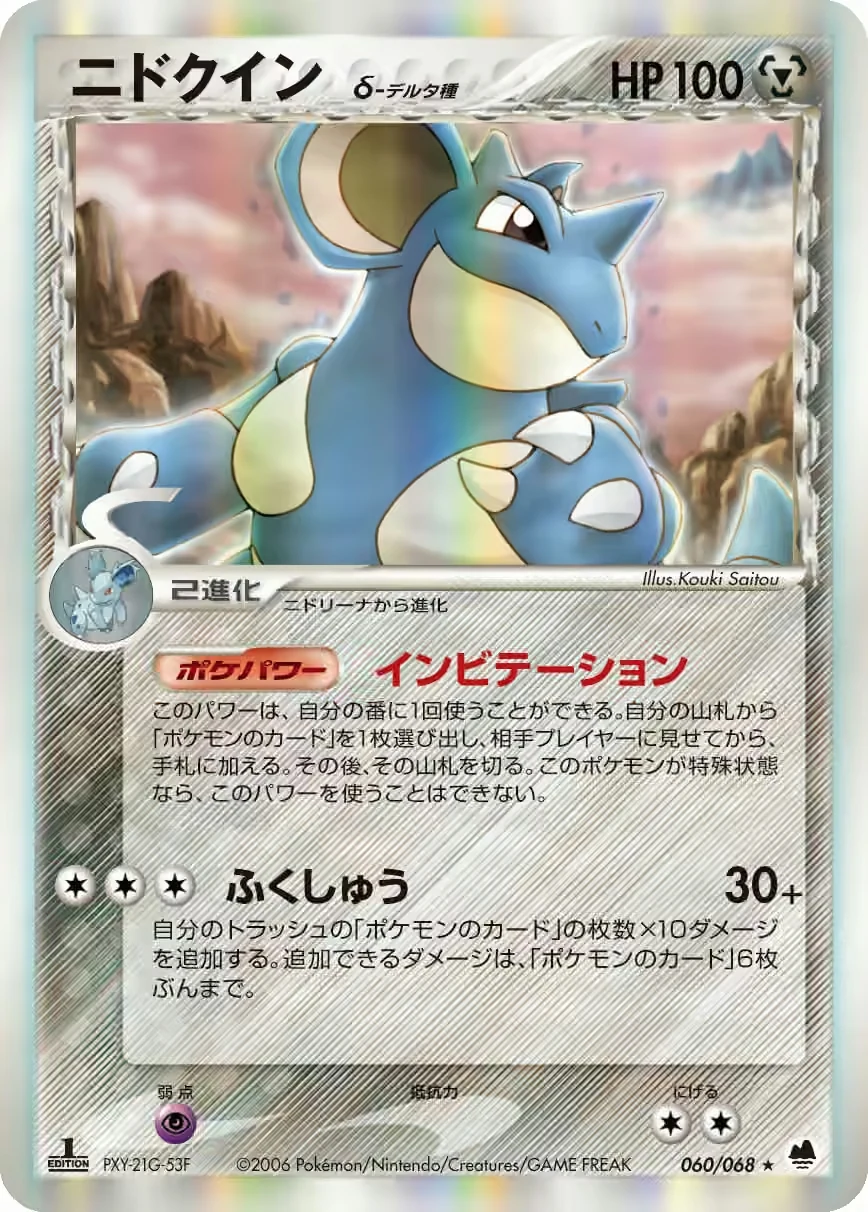 ニドクイン δ-デルタ種 HP100
Illus.Kouki Saitou
2進化 ニドリーナから進化
ポケパワー インビテーション
このパワーは、自分の番に1回使うことができる。自分の山札から
「ポケモンのカード」を1枚選び出し、相手プレイヤーに見せてから、
手札に加える。その後、その山札を切る。このポケモンが特殊状態
なら、このパワーを使うことはできない。
ふくしゅう 30+
自分のトラッシュの「ポケモンのカード」の枚数×10ダメージ
を追加する。追加できるダメージは、「ポケモンのカード」6枚
ぶんまで。
弱点 抵抗力 にげる
1 EDITION PXY-21G-53F ©2006 Pokémon/Nintendo/Creatures/GAME FREAK 060/068 ★